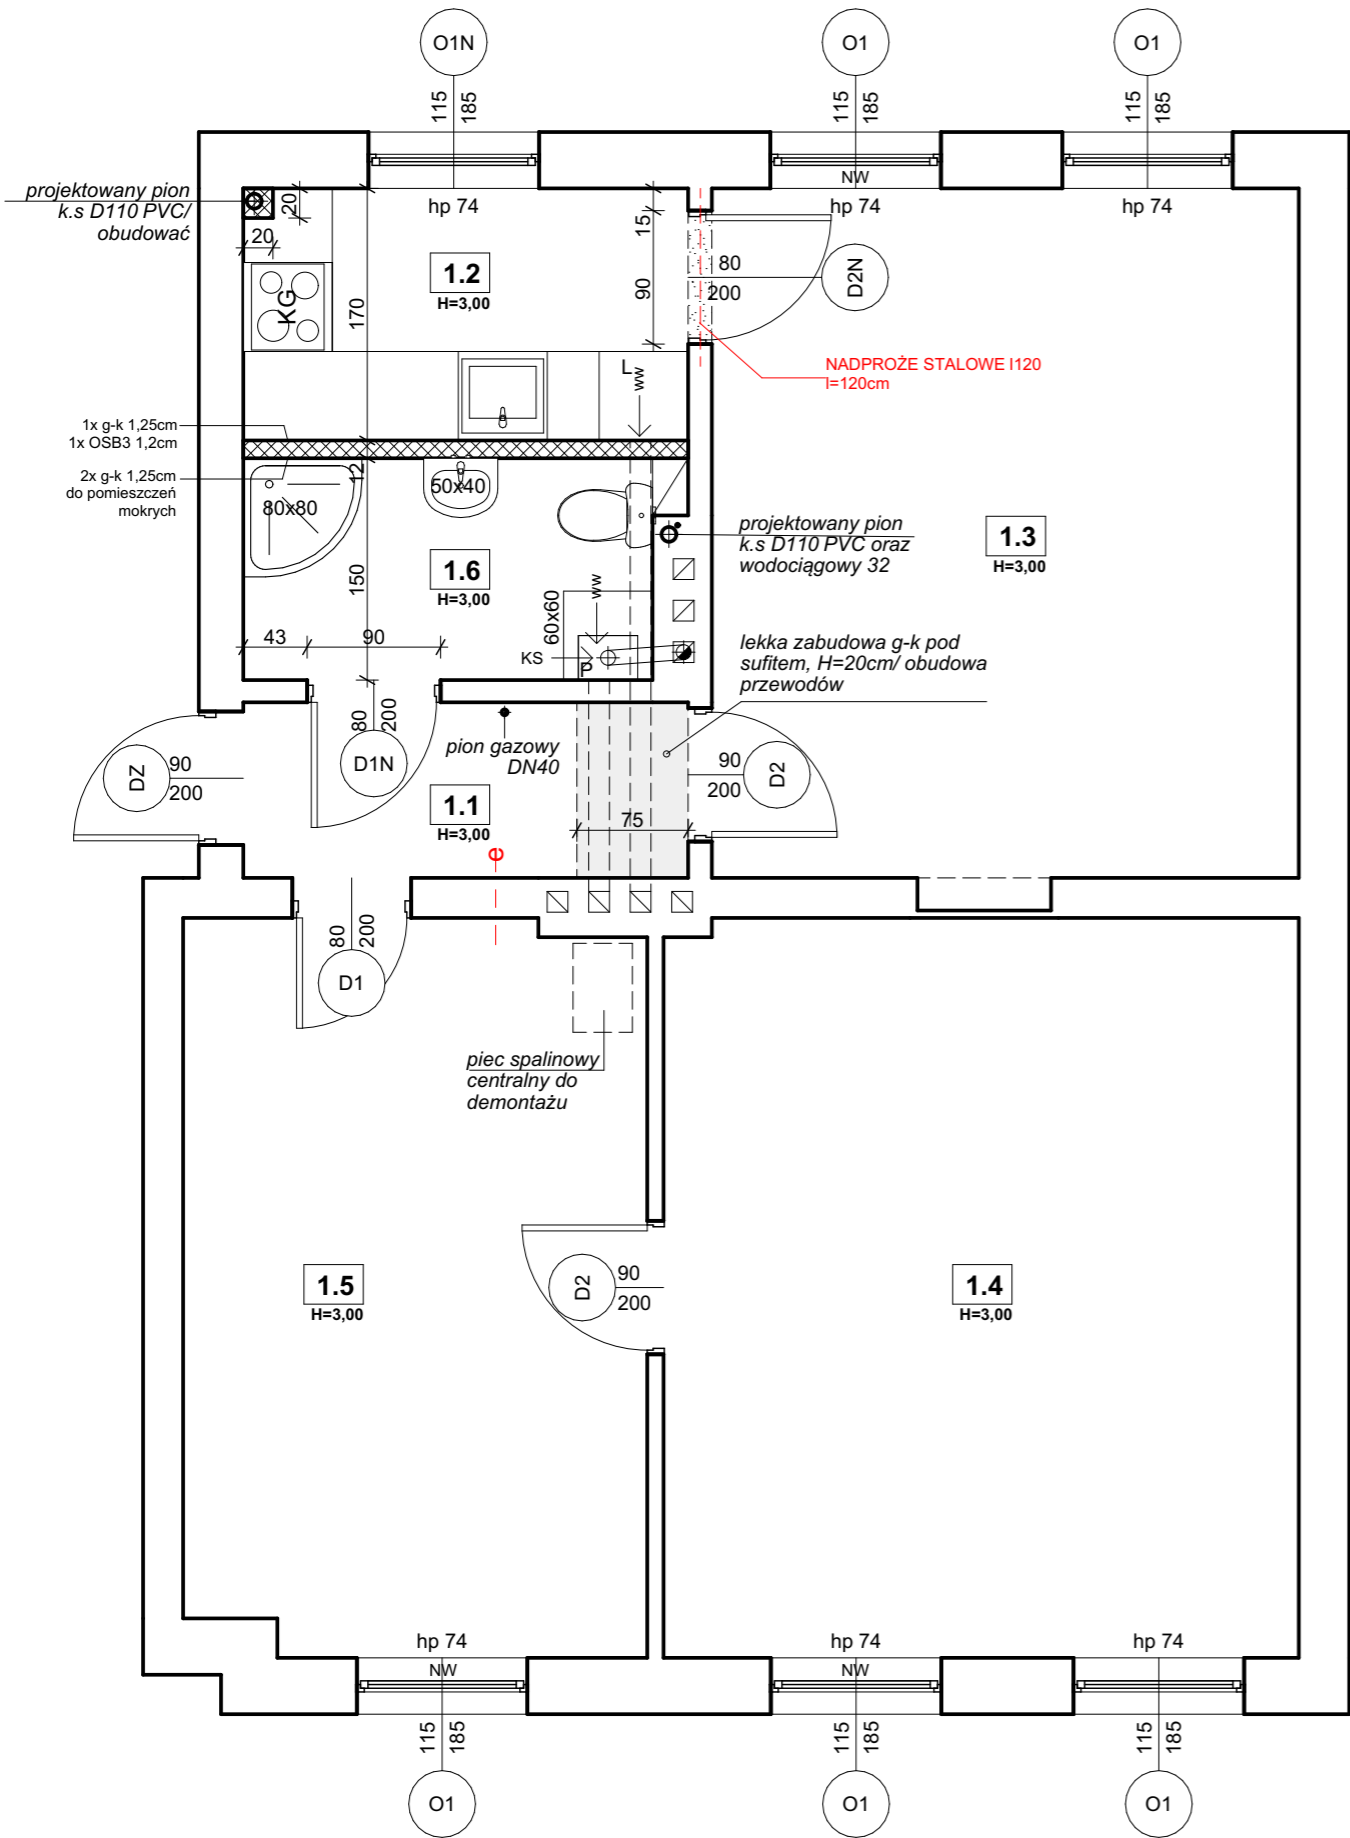 O1N
O1
O1
115
185
115
185
115
185
projektowany pion
k.s D110 PVC/
obudować
20
20
hp 74
15
NW
hp 74
hp 74
1.2
H=3,00
KG
170
90
80
200
D2N
NADPROŻE STALOWE I120
l=120cm
L
ww
1x g-k 1,25cm
1x OSB3 1,2cm
2x g-k 1,25cm
do pomieszczeń
mokrych
12
80x80
50x40
projektowany pion
k.s D110 PVC oraz
wodociągowy 32
1.3
H=3,00
1.6
H=3,00
150
ww
60x60
43
90
KS
P
lekka zabudowa g-k pod
sufitem, H=20cm/ obudowa
przewodów
80
200
D1N
pion gazowy
DN40
DZ
90
200
90
200
D2
1.1
H=3,00
75
e
80
200
D1
piec spalinowy
centralny do
demontażu
1.5
H=3,00
D2
90
200
1.4
H=3,00
hp 74
NW
hp 74
NW
hp 74
115
185
115
185
115
185
O1
O1
O1